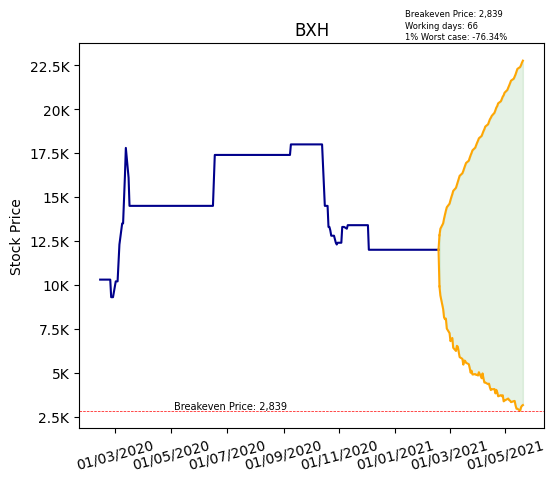 Breakeven Price: 2,839
Working days: 66
1% Worst case: -76.34%
BXH
Stock Price
22.5K
20K
17.5K
15K
12.5K
10K
7.5K
5K
2.5K
Breakeven Price: 2,839
01/03/2020 01/05/2020 01/07/2020 01/09/2020 01/11/2020 01/01/2021 01/03/2021 01/05/2021